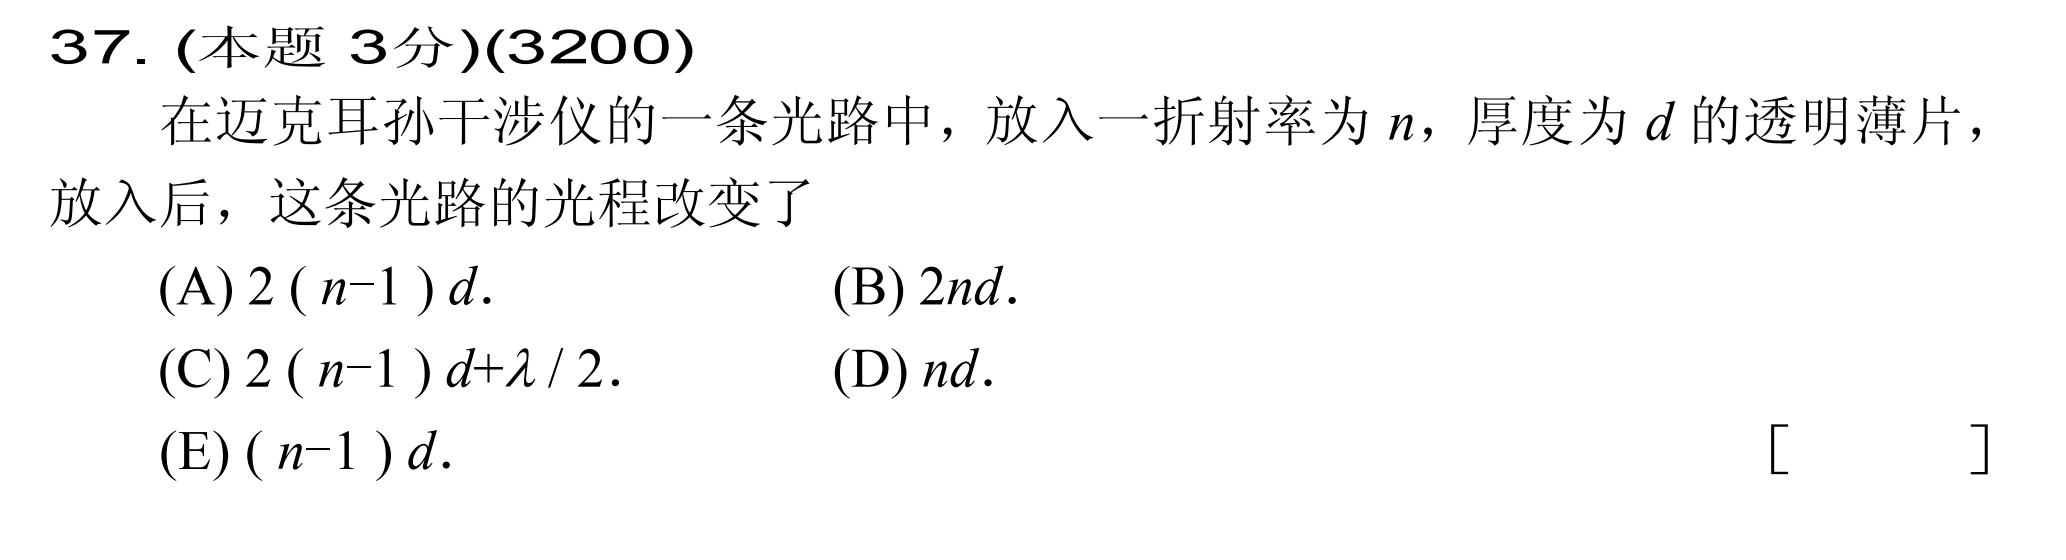 37. (本题 3分)(3200)
在迈克耳孙干涉仪的一条光路中，放入一折射率为 n，厚度为 d 的透明薄片，
放入后，这条光路的光程改变了
(A) 2 ( n−1 ) d． (B) 2nd．
(C) 2 ( n−1 ) d+λ / 2． (D) nd．
(E) ( n−1 ) d． [ ]